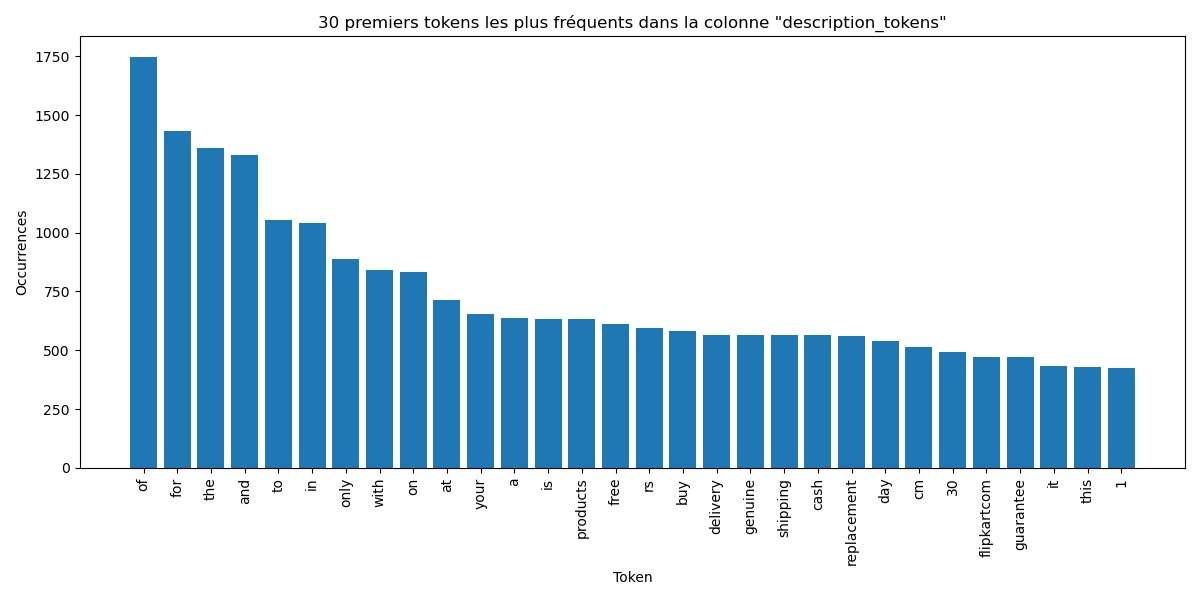 30 premiers tokens les plus fréquents dans la colonne "description_tokens"
Occurrences
1750
1500
1250
1000
750
500
250
0
of
for
the
and
to
in
only
with
on
at
your
a
is
products
free
rs
buy
delivery
genuine
shipping
cash
replacement
day
cm
30
flipkartcom
guarantee
it
this
1
Token